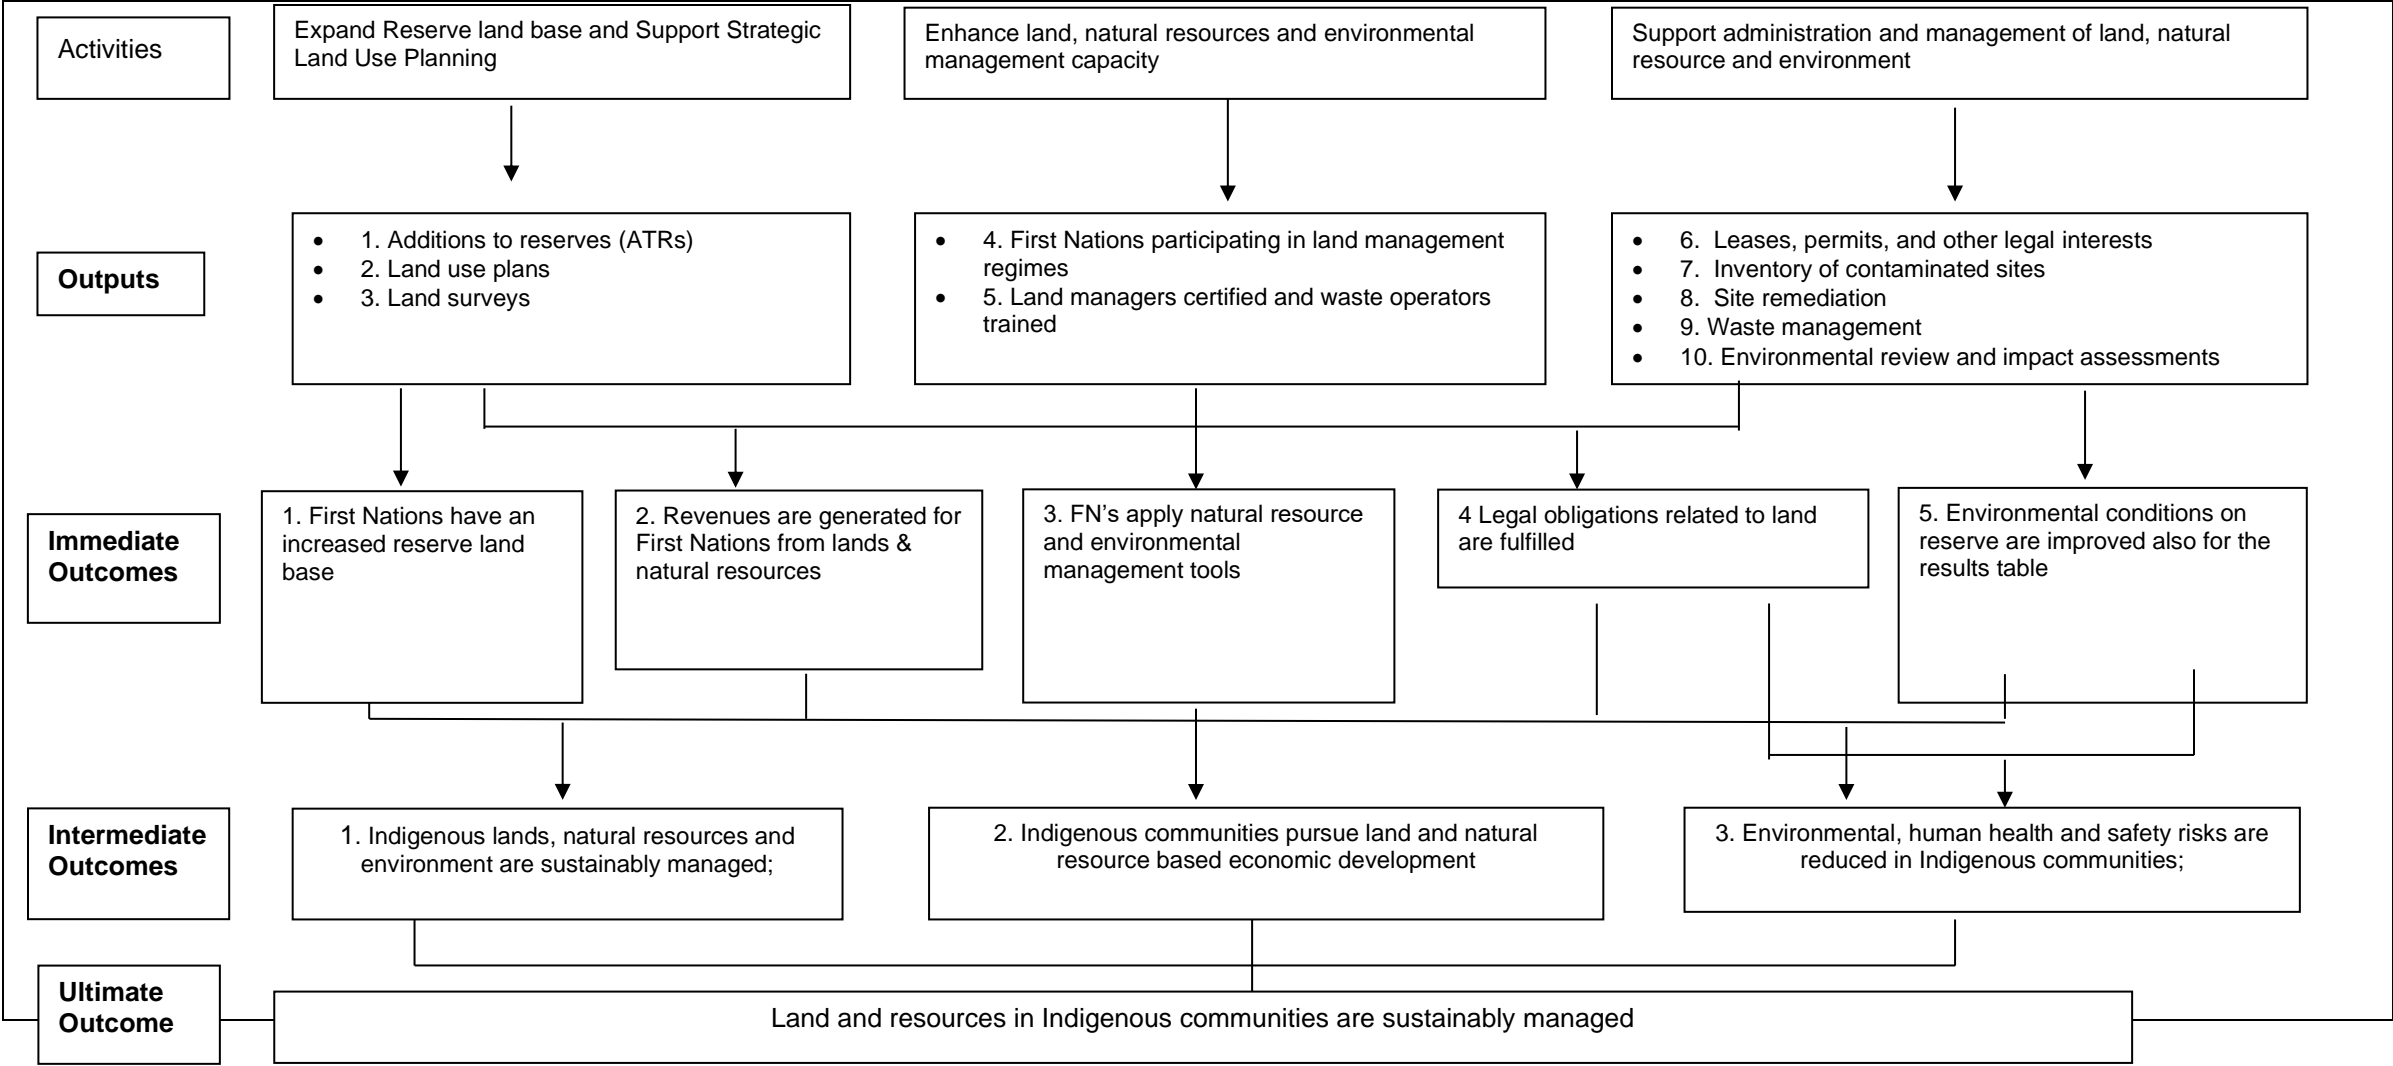 Activities
Expand Reserve land base and Support Strategic
Land Use Planning
Enhance land, natural resources and environmental
management capacity
Support administration and management of land, natural
resource and environment
Outputs
• 1. Additions to reserves (ATRs)
• 2. Land use plans
• 3. Land surveys
• 4. First Nations participating in land management
regimes
• 5. Land managers certified and waste operators
trained
• 6. Leases, permits, and other legal interests
• 7. Inventory of contaminated sites
• 8. Site remediation
• 9. Waste management
• 10. Environmental review and impact assessments
Immediate
Outcomes
1. First Nations have an
increased reserve land
base
2. Revenues are generated for
First Nations from lands &
natural resources
3. FN’s apply natural resource
and environmental
management tools
4 Legal obligations related to land
are fulfilled
5. Environmental conditions on
reserve are improved also for the
results table
Intermediate
Outcomes
1. Indigenous lands, natural resources and
environment are sustainably managed;
2. Indigenous communities pursue land and natural
resource based economic development
3. Environmental, human health and safety risks are
reduced in Indigenous communities;
Ultimate
Outcome
Land and resources in Indigenous communities are sustainably managed